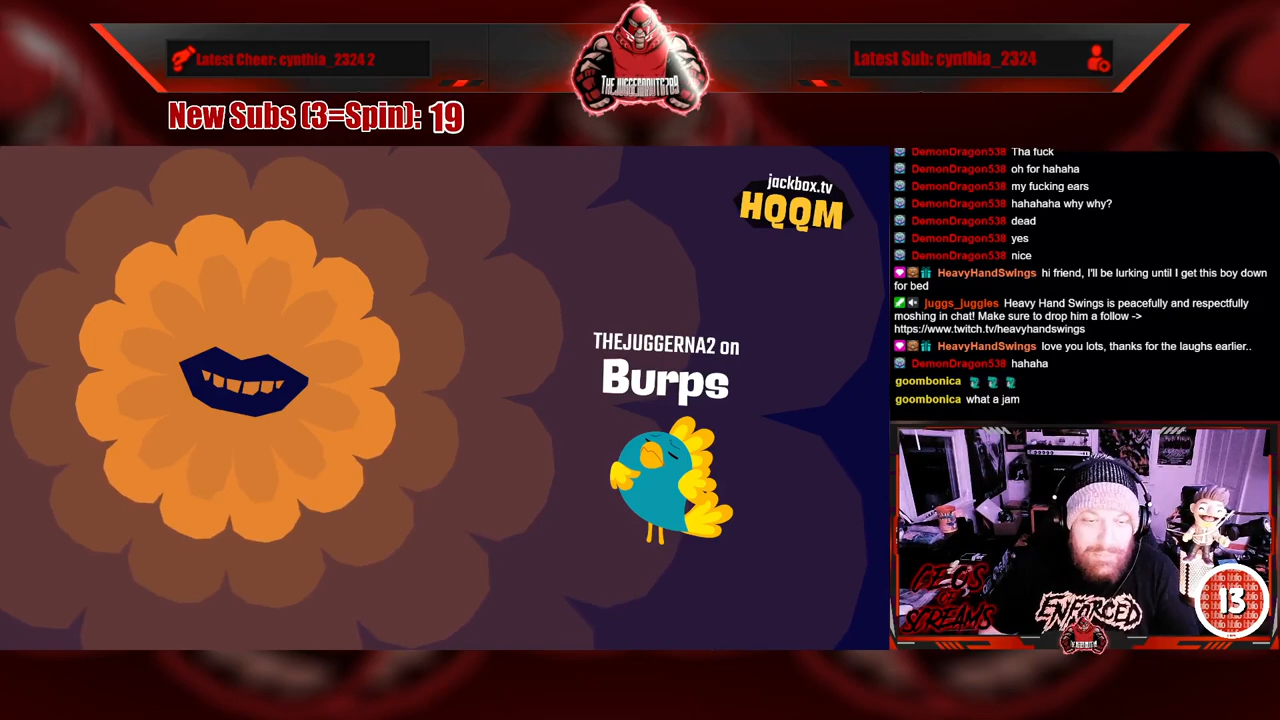 Latest Cheer: cynthia_2324 2
THEJUGGERNAUT6789
Latest Sub: cynthia_2324
New Subs (3=Spin): 19
jackbox.tv
HQQM
THEJUGGERNA2 on
Burps
DemonDragon538 Tha fuck
DemonDragon538 oh for hahaha
DemonDragon538 my fucking ears
DemonDragon538 hahahaha why why?
DemonDragon538 dead
DemonDragon538 yes
DemonDragon538 nice
HeavyHandSwings hi friend, I'll be lurking until I get this boy down
for bed
juggs_juggles Heavy Hand Swings is peacefully and respectfully
moshing in chat! Make sure to drop him a follow ->
https://www.twitch.tv/heavyhandswings
HeavyHandSwings love you lots, thanks for the laughs earlier..
DemonDragon538 hahaha
goombonica
goombonica what a jam
SCREAMS
ENFORCED
13